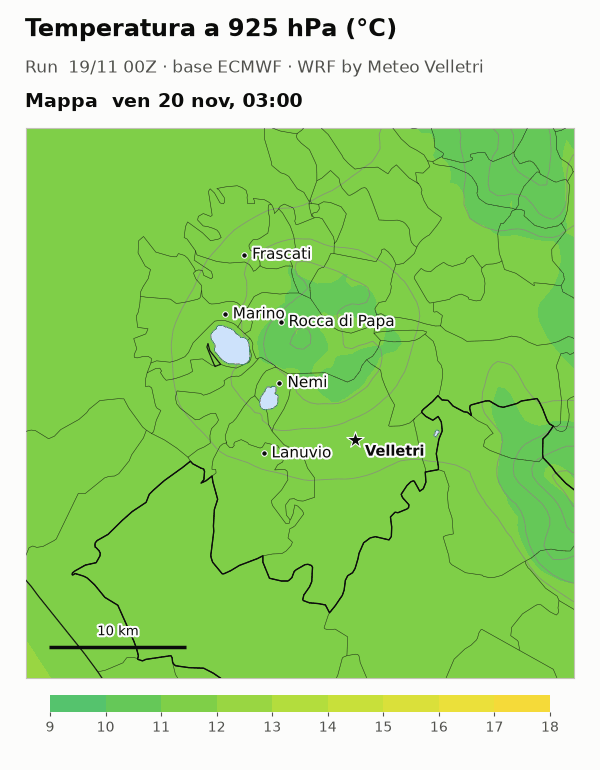 Temperatura a 925 hPa (°C)
Run  19/11 00Z · base ECMWF · WRF by Meteo Velletri
Mappa  ven 20 nov, 03:00
Frascati
Marino
Rocca di Papa
Nemi
Velletri
Lanuvio
10 km
9 10 11 12 13 14 15 16 17 18